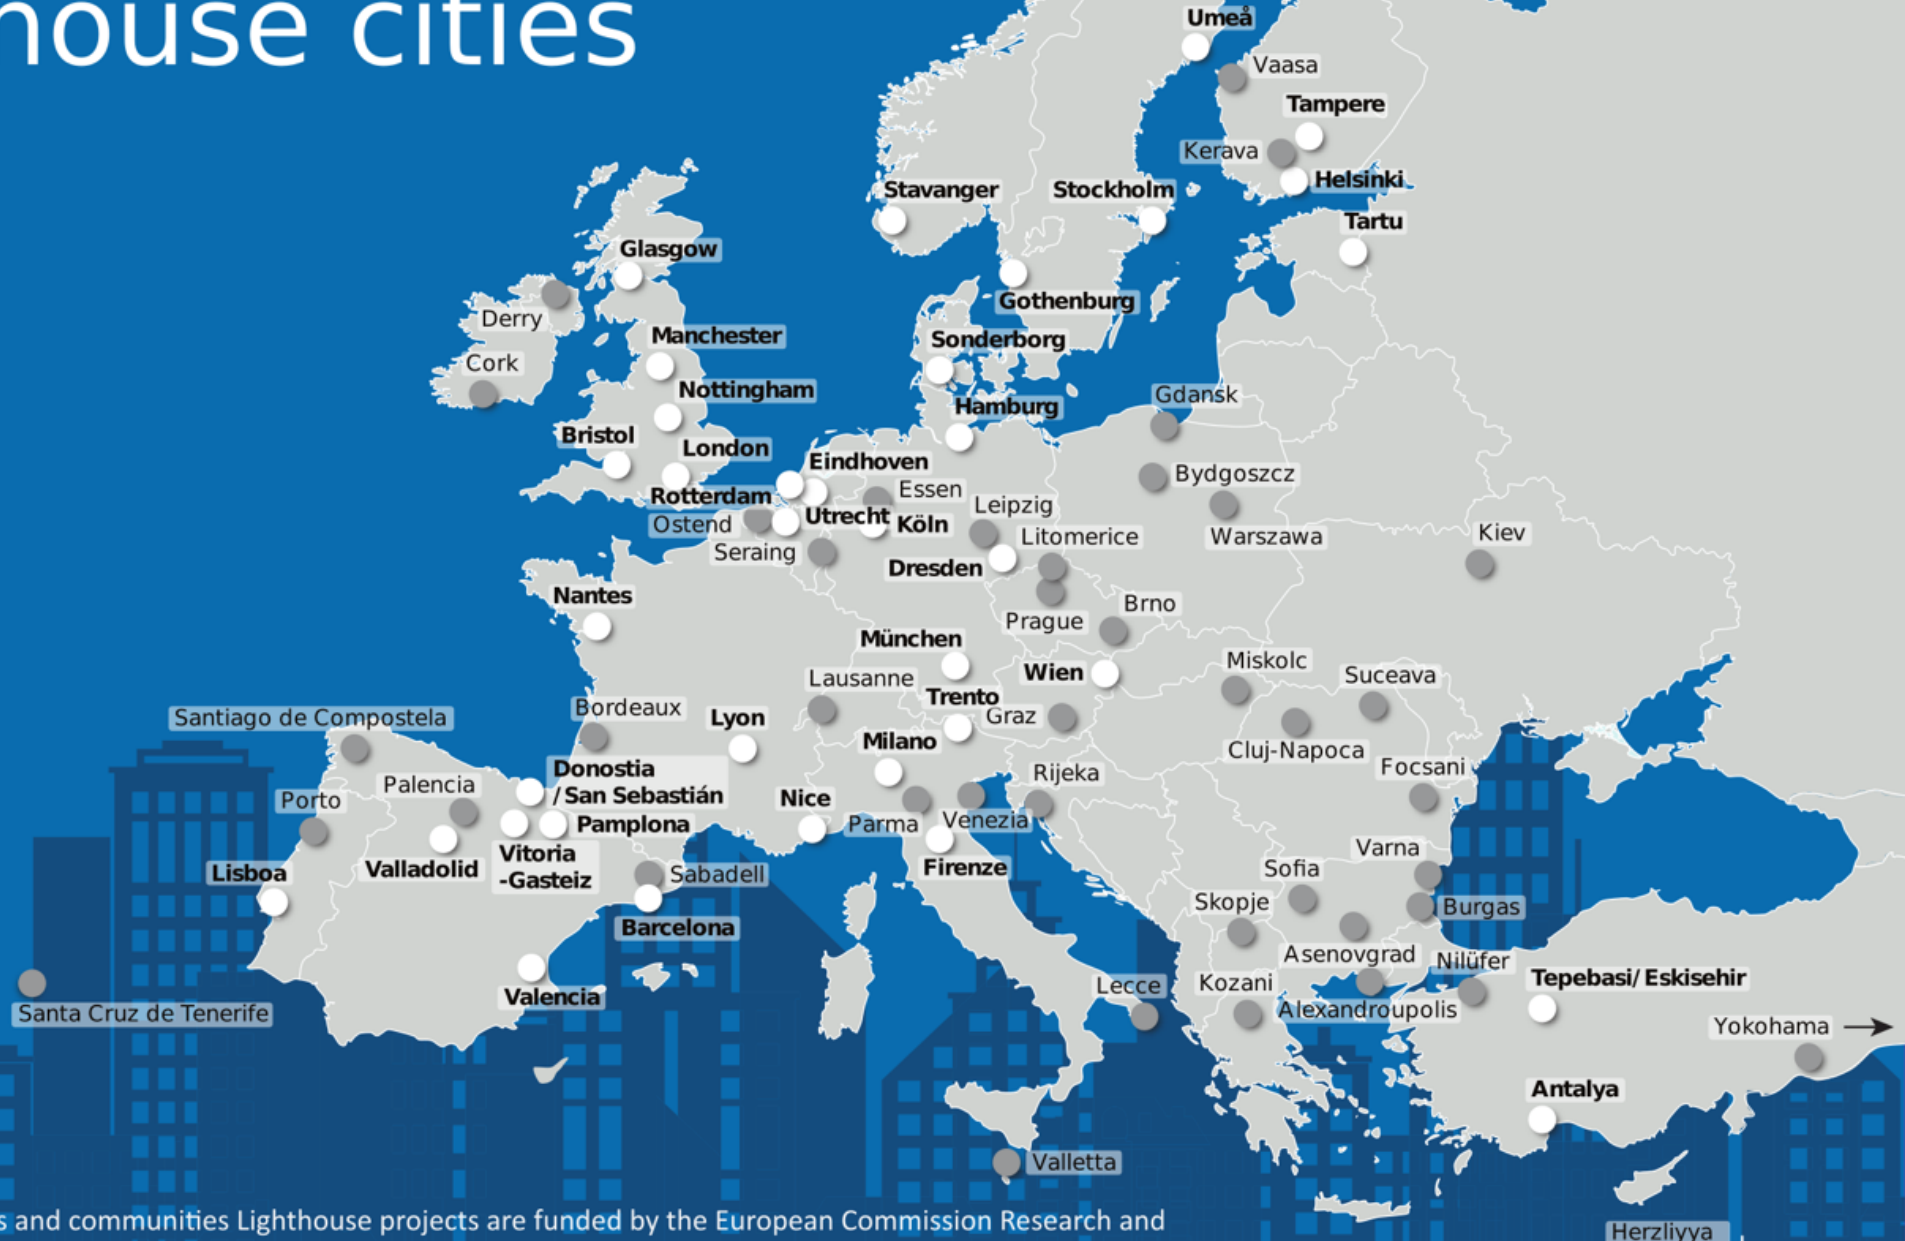 house cities
Umeå
Vaasa
Tampere
Kerava
Helsinki
Stavanger
Stockholm
Tartu
Glasgow
Gothenburg
Derry
Manchester
Sonderborg
Cork
Nottingham
Gdansk
Hamburg
Bristol
London
Eindhoven
Bydgoszcz
Rotterdam
Essen
Leipzig
Ostend
Utrecht
Köln
Litomerice
Warszawa
Kiev
Seraing
Dresden
Nantes
Brno
Prague
München
Wien
Miskolc
Suceava
Lausanne
Trento
Santiago de Compostela
Bordeaux
Lyon
Graz
Milano
Cluj-Napoca
Donostia
/San Sebastián
Focsani
Palencia
Rijeka
Porto
Nice
Pamplona
Parma
Venezia
Vitoria
-Gasteiz
Varna
Lisboa
Valladolid
Sabadell
Firenze
Sofia
Skopje
Burgas
Barcelona
Asenovgrad
Nilüfer
Tepebasi/ Eskisehir
Lecce
Kozani
Valencia
Alexandroupolis
Santa Cruz de Tenerife
Yokohama
Antalya
Valletta
s and communities Lighthouse projects are funded by the European Commission Research and
Herzliyya